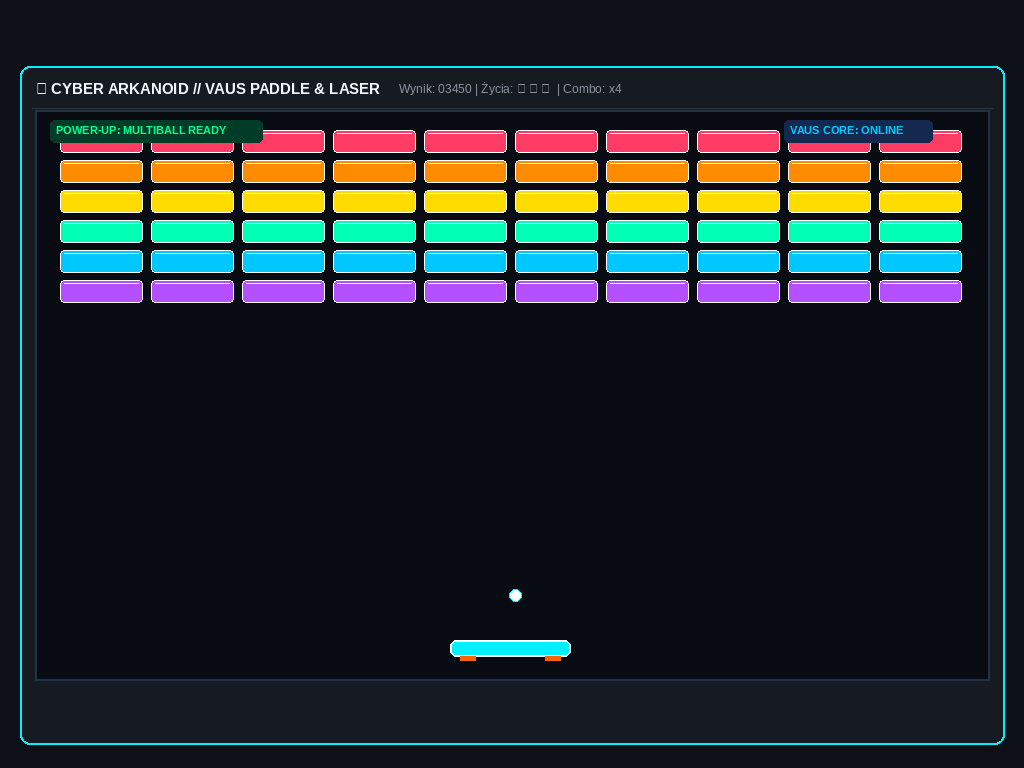 CYBER ARKANOID // VAUS PADDLE & LASER
Wynik: 03450 | Życia: | Combo: x4
POWER-UP: MULTIBALL READY
VAUS CORE: ONLINE